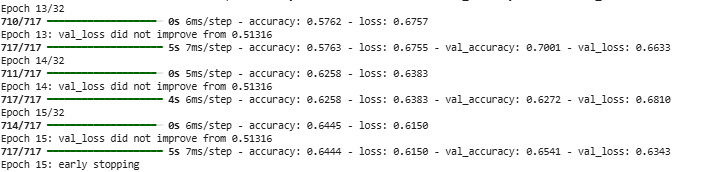 Epoch 13/32
710/717 ━━━━━━━━━━━━━━━━━━━━ 0s 6ms/step - accuracy: 0.5762 - loss: 0.6757
Epoch 13: val_loss did not improve from 0.51316
717/717 ━━━━━━━━━━━━━━━━━━━━ 5s 7ms/step - accuracy: 0.5763 - loss: 0.6755 - val_accuracy: 0.7001 - val_loss: 0.6633
Epoch 14/32
711/717 ━━━━━━━━━━━━━━━━━━━━ 0s 5ms/step - accuracy: 0.6258 - loss: 0.6383
Epoch 14: val_loss did not improve from 0.51316
717/717 ━━━━━━━━━━━━━━━━━━━━ 4s 6ms/step - accuracy: 0.6258 - loss: 0.6383 - val_accuracy: 0.6272 - val_loss: 0.6810
Epoch 15/32
714/717 ━━━━━━━━━━━━━━━━━━━━ 0s 6ms/step - accuracy: 0.6445 - loss: 0.6150
Epoch 15: val_loss did not improve from 0.51316
717/717 ━━━━━━━━━━━━━━━━━━━━ 5s 7ms/step - accuracy: 0.6444 - loss: 0.6150 - val_accuracy: 0.6541 - val_loss: 0.6343
Epoch 15: early stopping